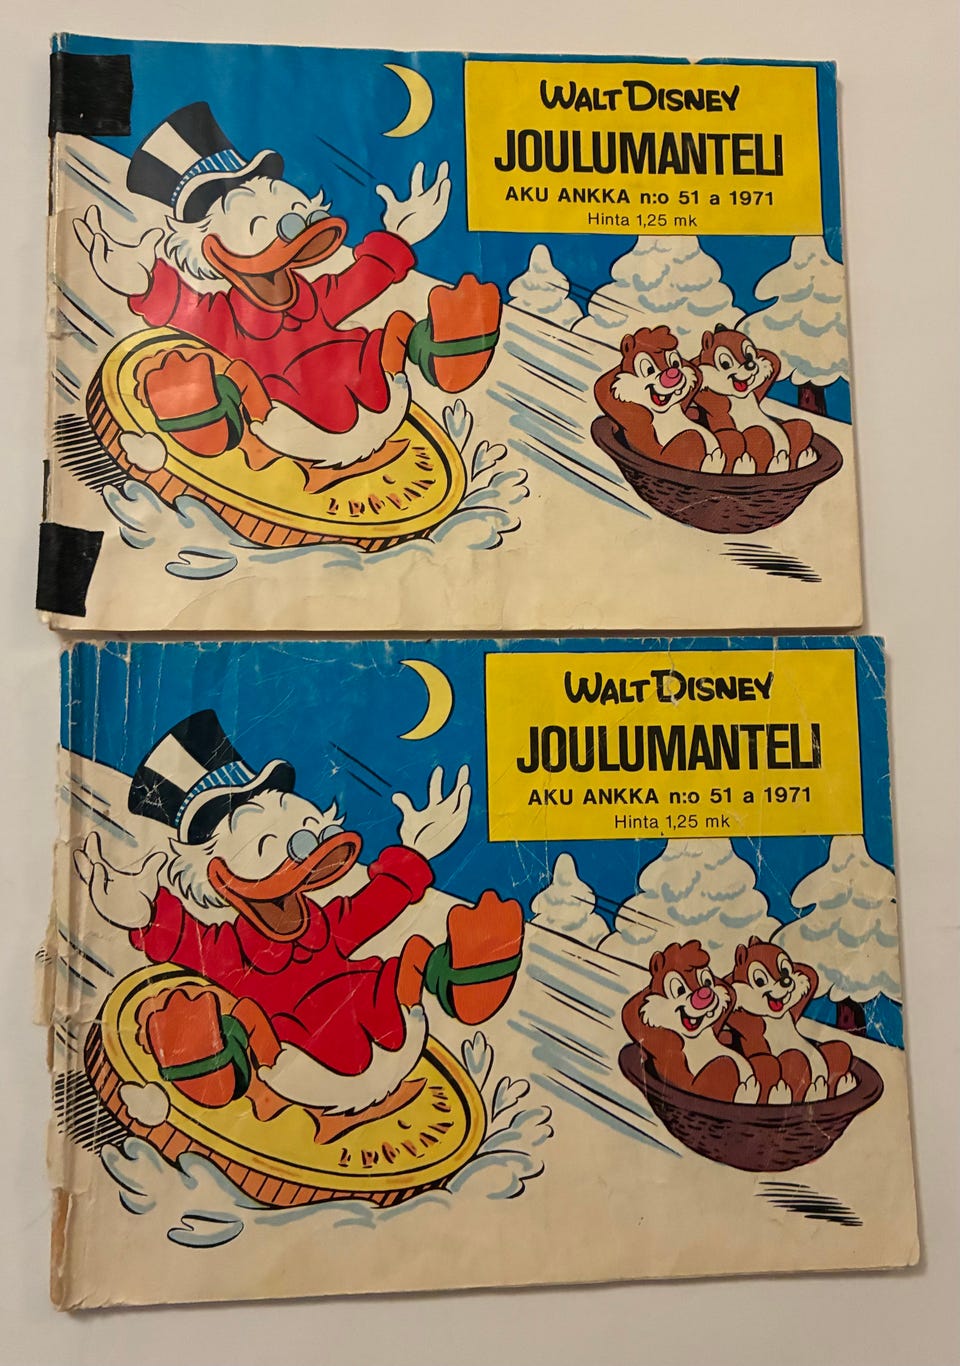 WALT DISNEY
JOULUMANTELI
AKU ANKKA n:o 51 a 1971
Hinta 1,25 mk
WALT DISNEY
JOULUMANTELI
AKU ANKKA n:o 51 a 1971
Hinta 1,25 mk